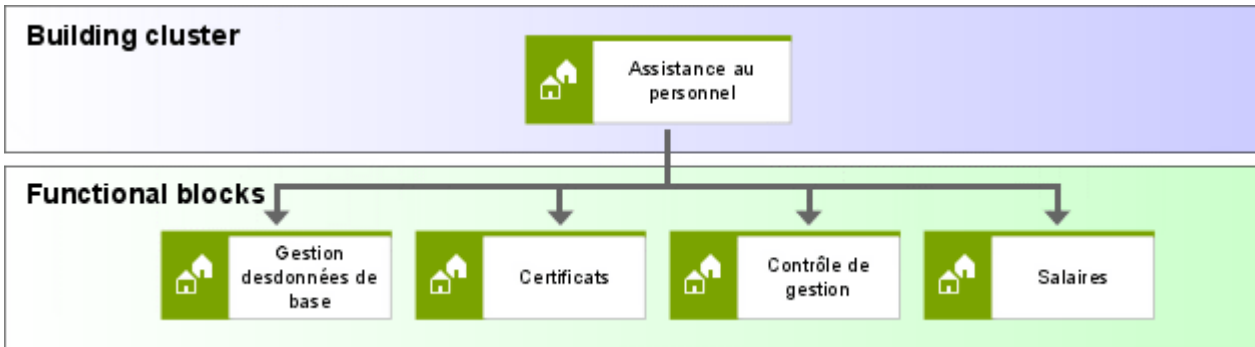 Building cluster
Assistance au
personnel
Functional blocks
Gestion
desdonnées de
base
Certificats
Contrôle de
gestion
Salaires